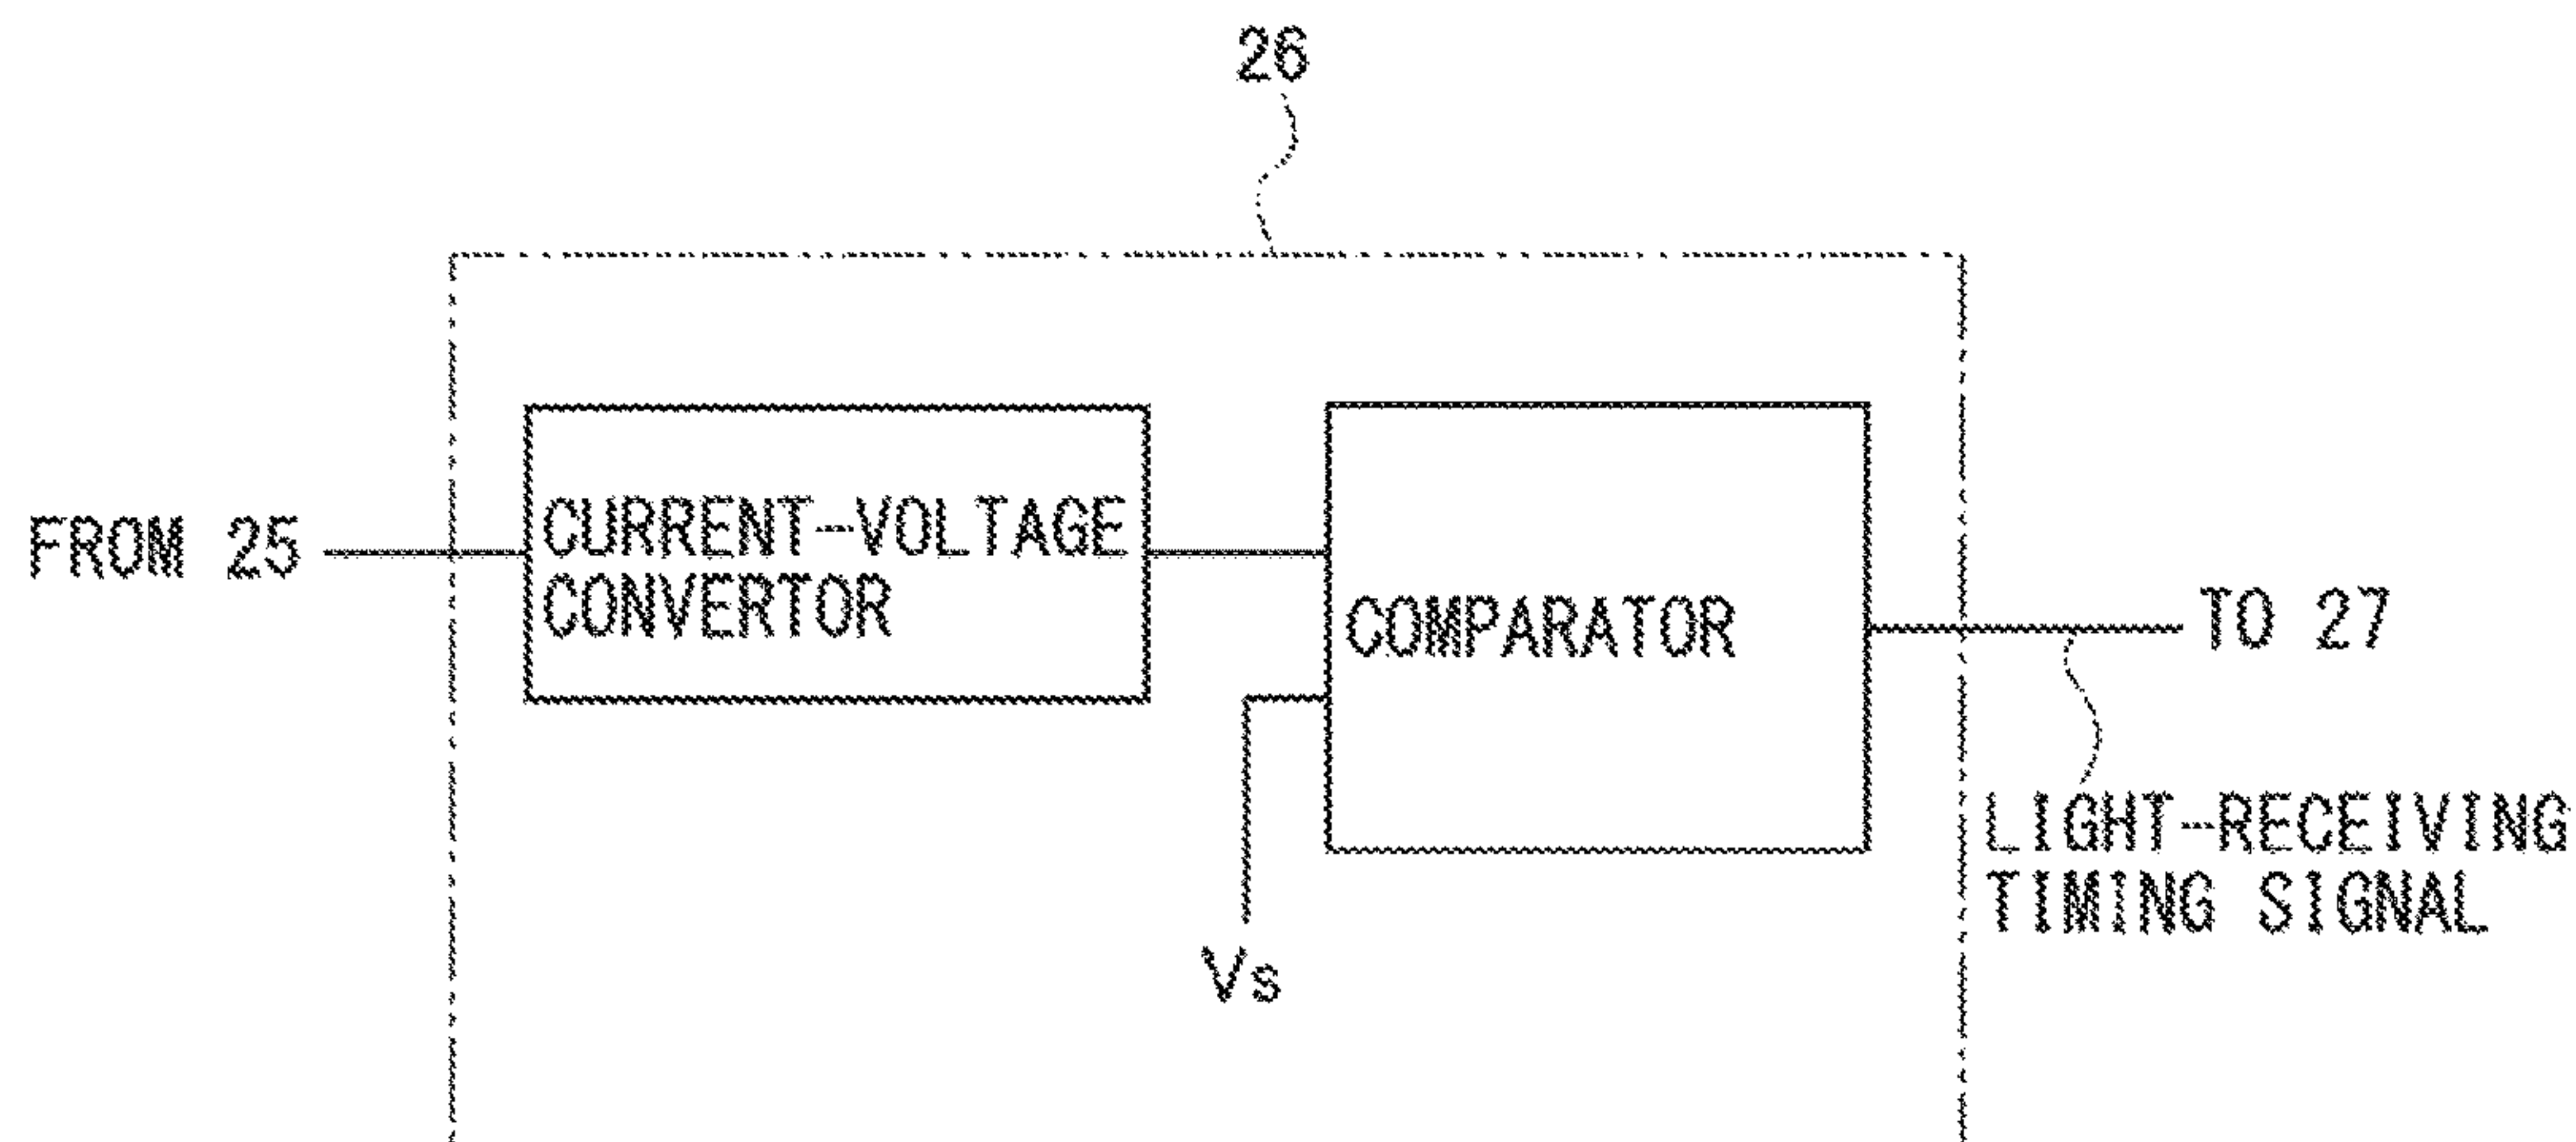 26
FROM 25
CURRENT-VOLTAGE
CONVERTOR
COMPARATOR
TO 27
LIGHT-RECEIVING
TIMING SIGNAL
Vs